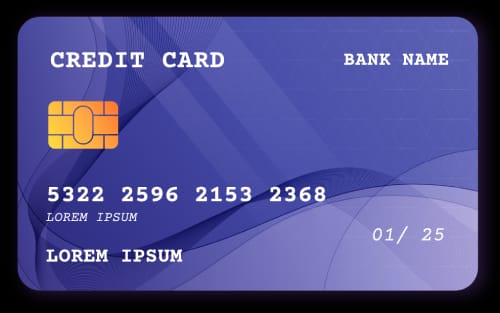 CREDIT CARD
BANK NAME
5322 2596 2153 2368
LOREM IPSUM
01/ 25
LOREM IPSUM